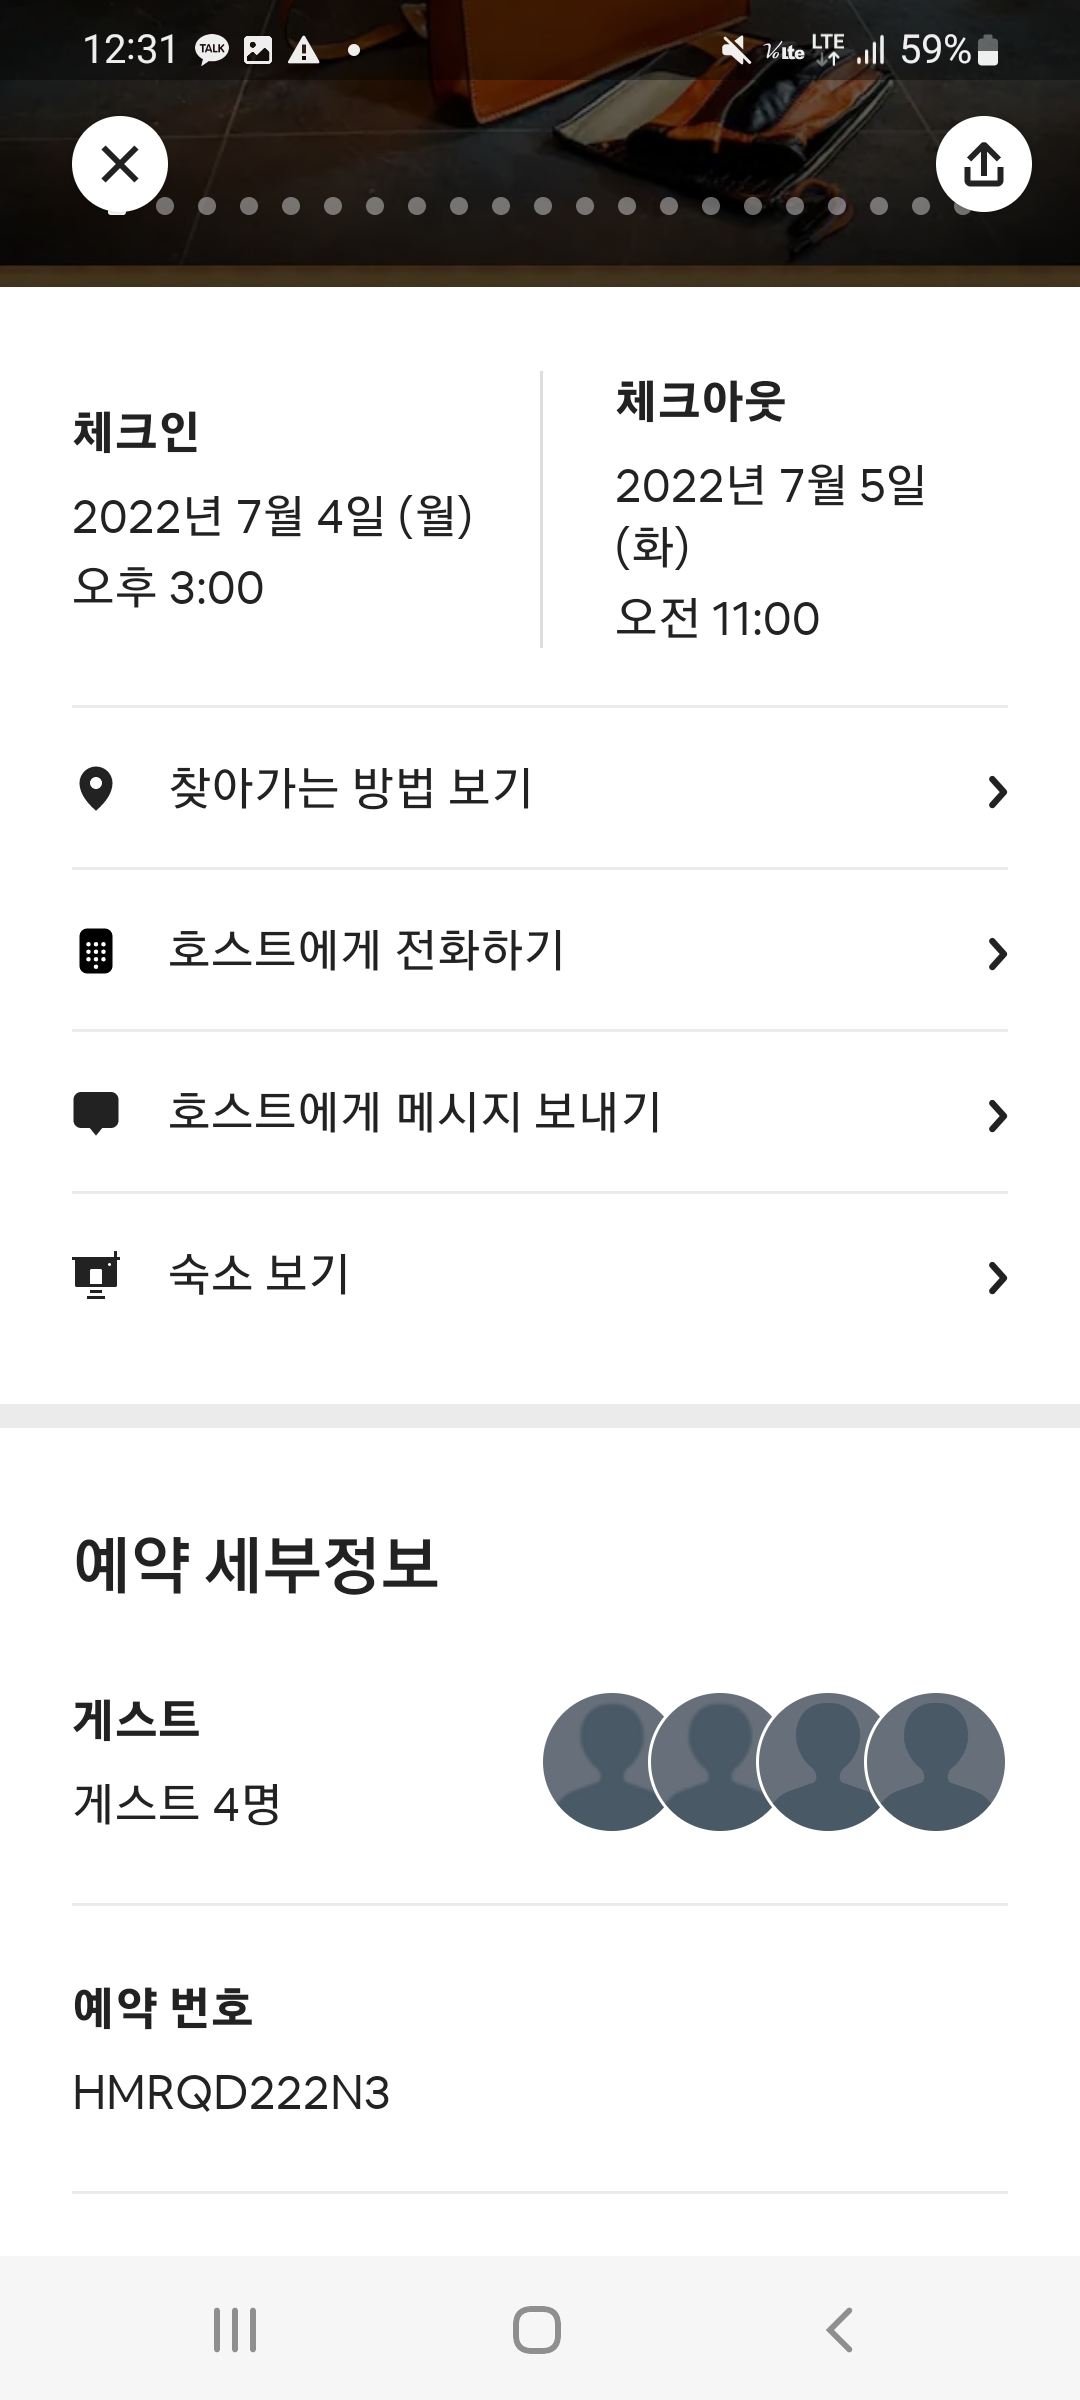 12:31 TALK VoLte LTE 59%
체크인
2022년 7월 4일 (월)
오후 3:00
체크아웃
2022년 7월 5일
(화)
오전 11:00
찾아가는 방법 보기
호스트에게 전화하기
호스트에게 메시지 보내기
숙소 보기
예약 세부정보
게스트
게스트 4명
예약 번호
HMRQD222N3